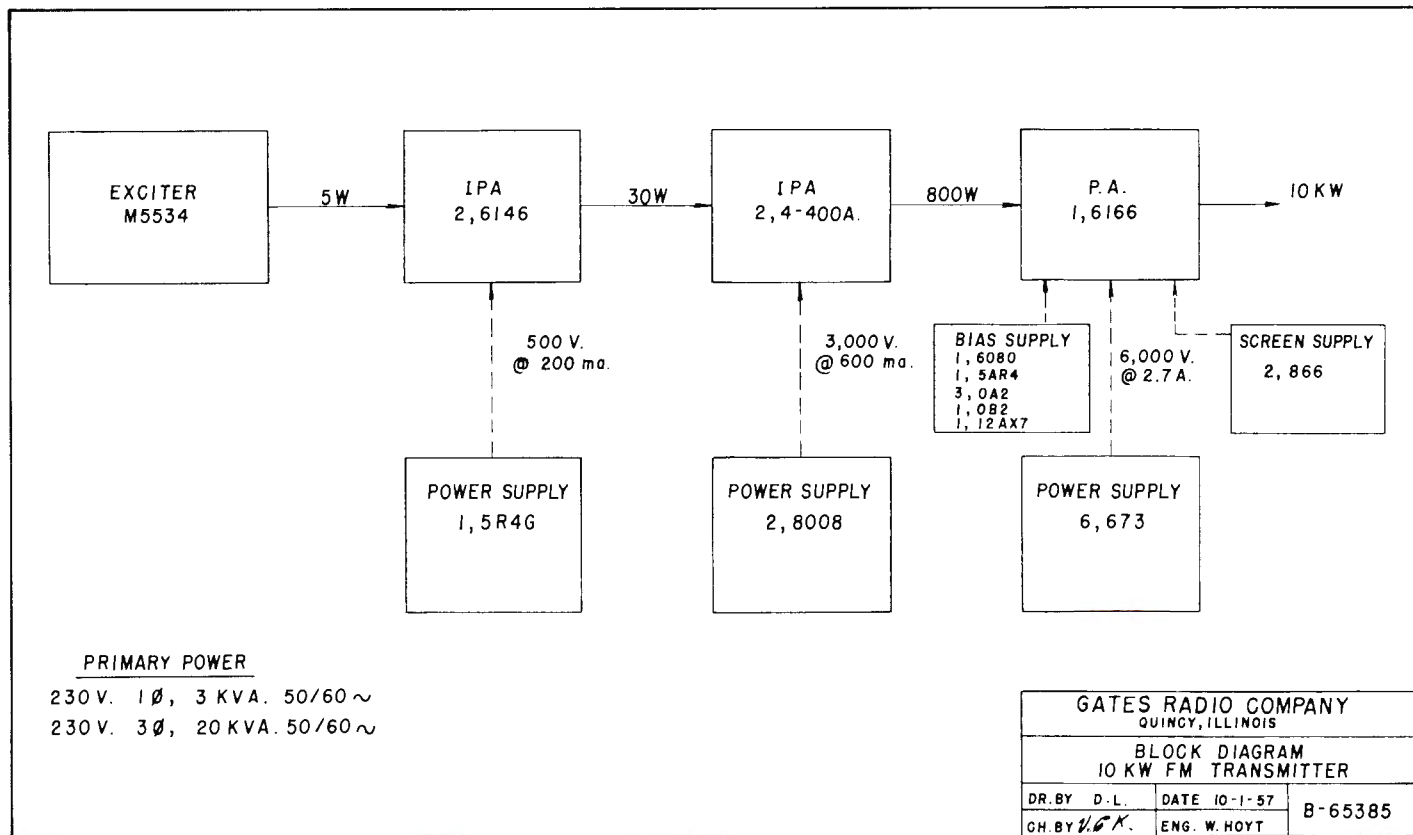 EXCITER
M5534
5W
IPA
2,6146
30W
IPA
2,4-400A.
800W
P.A.
1,6166
10KW
500 V.
@ 200 ma.
3,000 V.
@ 600 ma.
BIAS SUPPLY
1, 6080
1, 5AR4
3, 0A2
1, 0B2
1, 12AX7
6,000 V.
@ 2.7 A.
SCREEN SUPPLY
2, 866
POWER SUPPLY
1, 5R4G
POWER SUPPLY
2, 8008
POWER SUPPLY
6, 673
PRIMARY POWER
230 V. 1Ø, 3 KVA. 50/60 ~
230 V. 3Ø, 20 KVA. 50/60 ~
GATES RADIO COMPANY
QUINCY, ILLINOIS
BLOCK DIAGRAM
10 KW FM TRANSMITTER
DR. BY D.L. DATE 10-1-57
B-65385
CH. BY ENG. W. HOYT